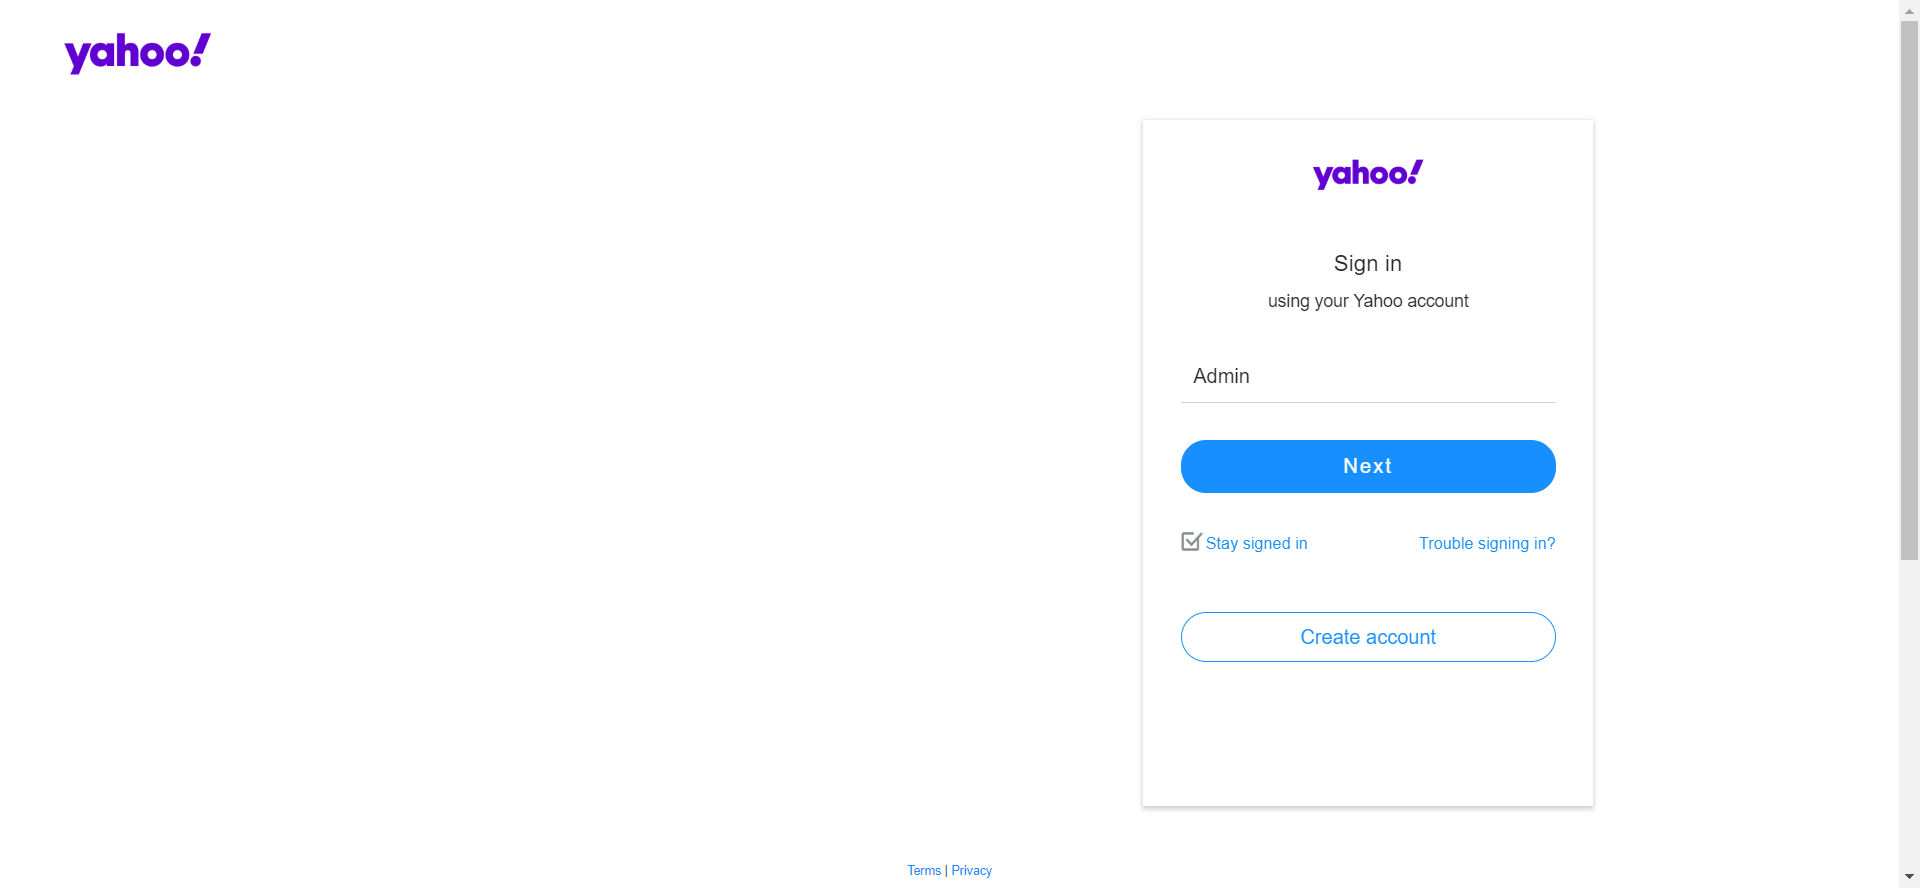 yahoo!
yahoo!
Sign in
using your Yahoo account
Admin
Next
Stay signed in
Trouble signing in?
Create account
Terms | Privacy